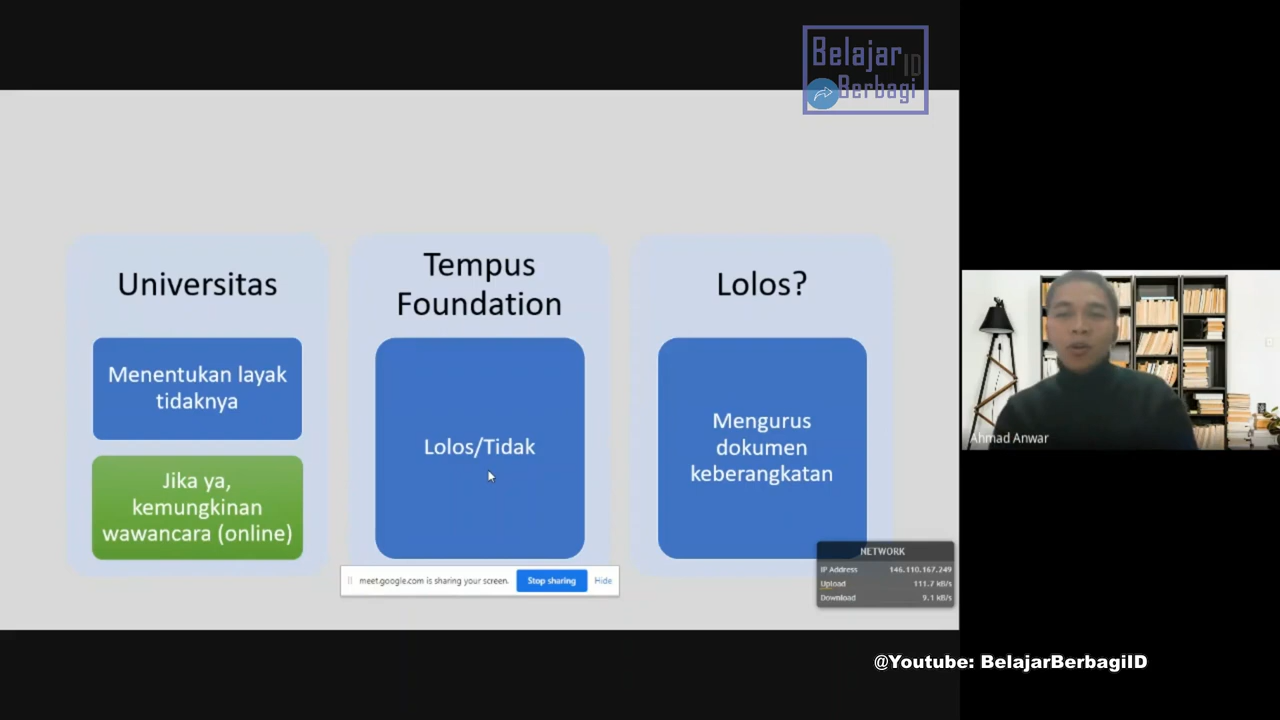 Belajar
ID
Berbagi
Universitas
Menentukan layak
tidaknya
Jika ya,
kemungkinan
wawancara (online)
Tempus
Foundation
Lolos/Tidak
Lolos?
Mengurus
dokumen
keberangkatan
Ahmad Anwar
meet.google.com is sharing your screen.
Stop sharing
Hide
NETWORK
IP Address 146.110.167.249
Upload 111.7 kB/s
Download 9.1 kB/s
@Youtube: BelajarBerbagiID